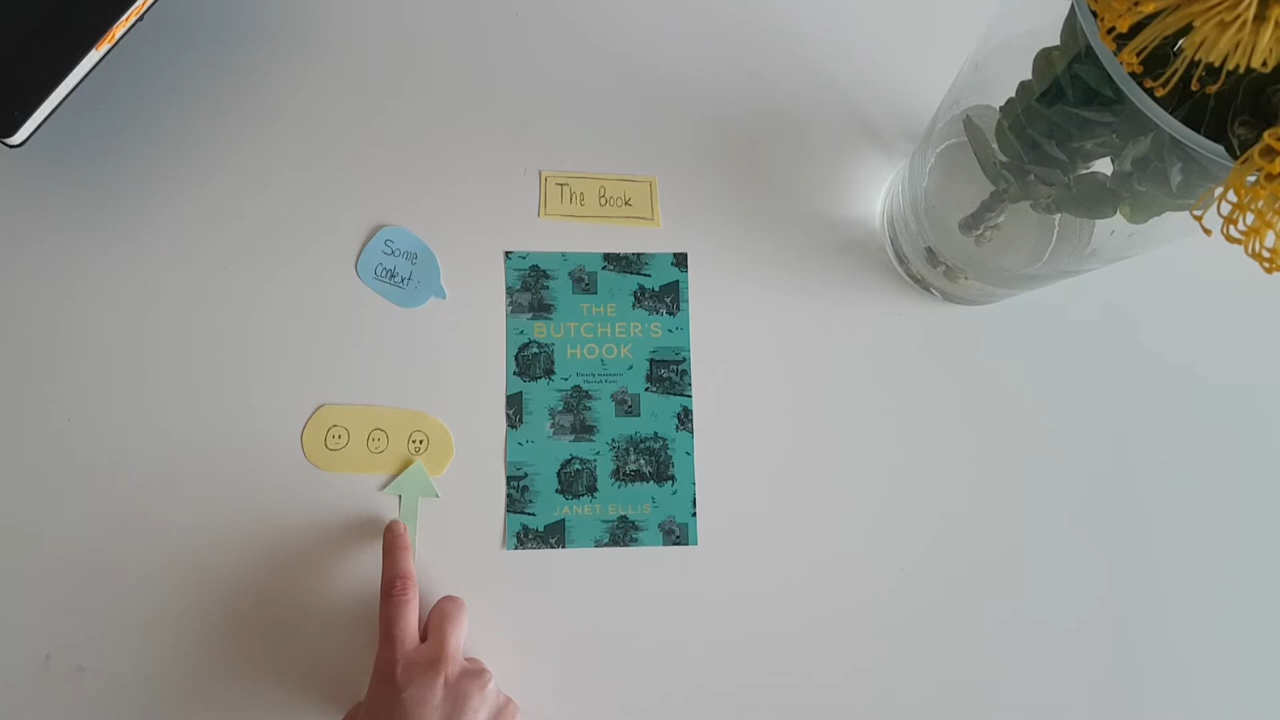 The Book
Some
context:
THE
BUTCHER'S
HOOK
JANET ELLIS